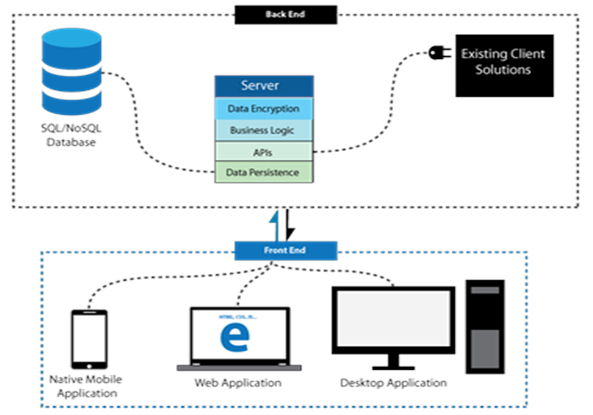 Back End
Existing Client
Solutions
Server
Data Encryption
Business Logic
APIs
Data Persistence
SQL/NoSQL
Database
Front End
HTML, CSS, JS...
e
Native Mobile
Application
Web Application
Desktop Application